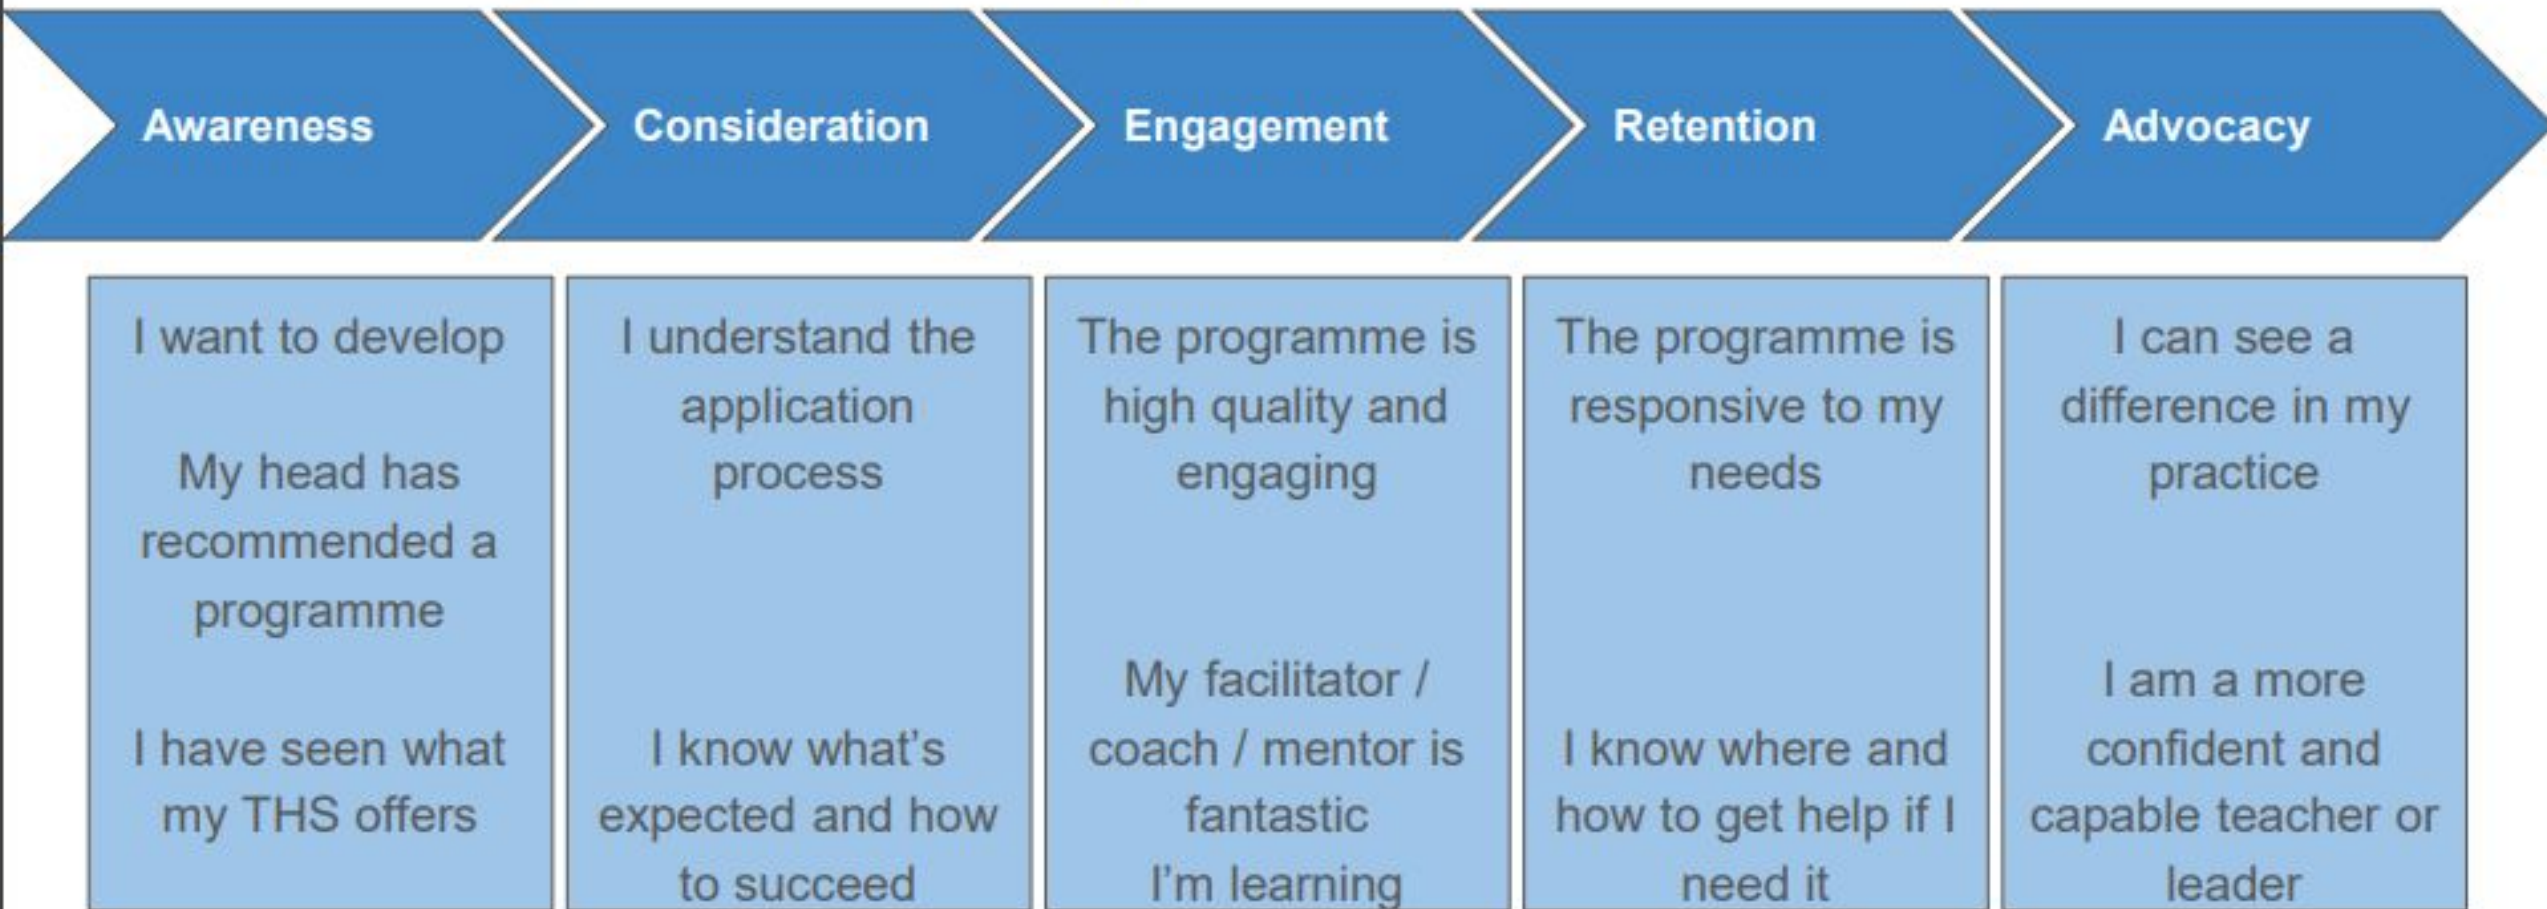 Awareness
Consideration
Engagement
Retention
Advocacy
I want to develop
My head has
recommended a
programme
I have seen what
my THS offers
I understand the
application
process
I know what's
expected and how
to succeed
The programme is
high quality and
engaging
My facilitator /
coach / mentor is
fantastic
I'm learning
The programme is
responsive to my
needs
I know where and
how to get help if I
need it
I can see a
difference in my
practice
I am a more
confident and
capable teacher or
leader